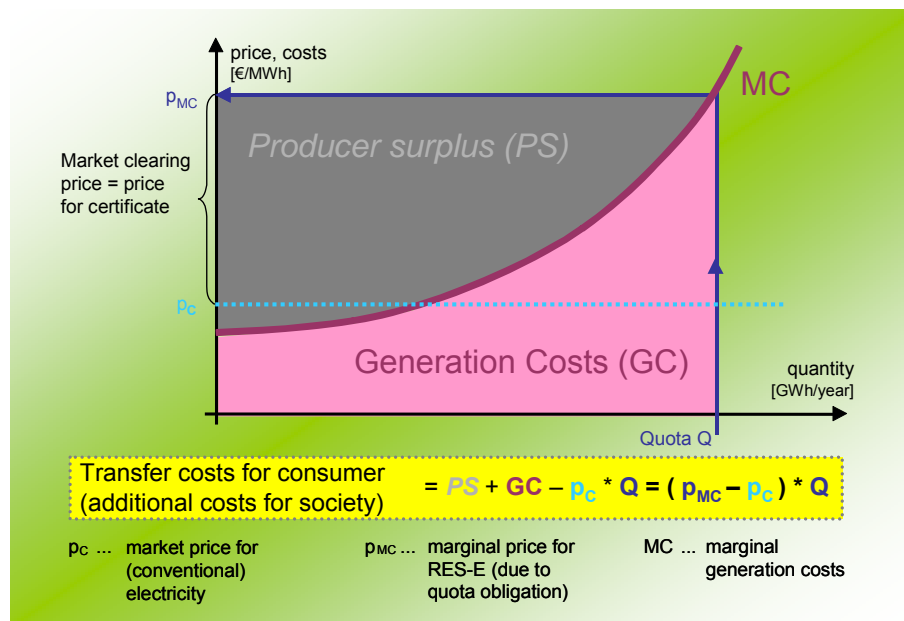 price, costs
[€/MWh]
pMC
MC
Producer surplus (PS)
Market clearing
price = price
for certificate
pC
Generation Costs (GC)
quantity
[GWh/year]
Quota Q
Transfer costs for consumer
(additional costs for society)
= PS + GC – pC * Q = ( pMC – pC ) * Q
pC ... market price for
(conventional)
electricity
pMC ... marginal price for
RES-E (due to
quota obligation)
MC ... marginal
generation costs